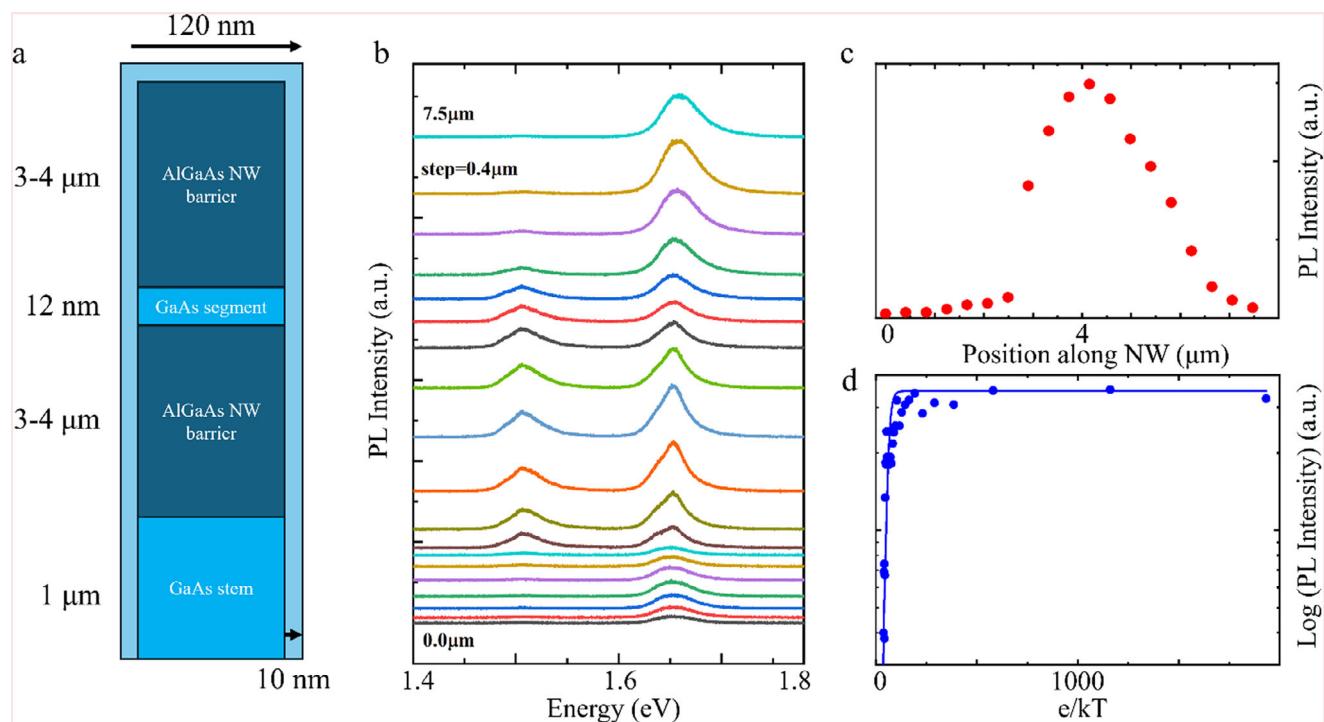 a
120 nm
3-4 μm
AlGaAs NW
barrier
12 nm
GaAs segment
3-4 μm
AlGaAs NW
barrier
1 μm
GaAs stem
10 nm
b
7.5μm
step=0.4μm
0.0μm
PL Intensity (a.u.)
1.4
1.6
1.8
Energy (eV)
c
PL Intensity (a.u.)
0
4
Position along NW (μm)
d
Log (PL Intensity) (a.u.)
0
1000
e/kT